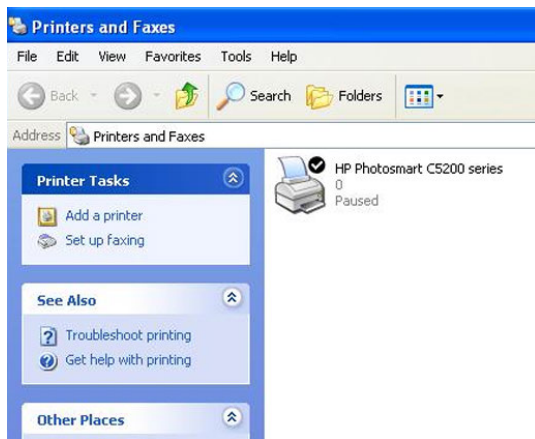 Printers and Faxes
File Edit View Favorites Tools Help
Back Search Folders
Address Printers and Faxes
Printer Tasks
Add a printer
Set up faxing
See Also
Troubleshoot printing
Get help with printing
Other Places
HP Photosmart C5200 series
0
Paused